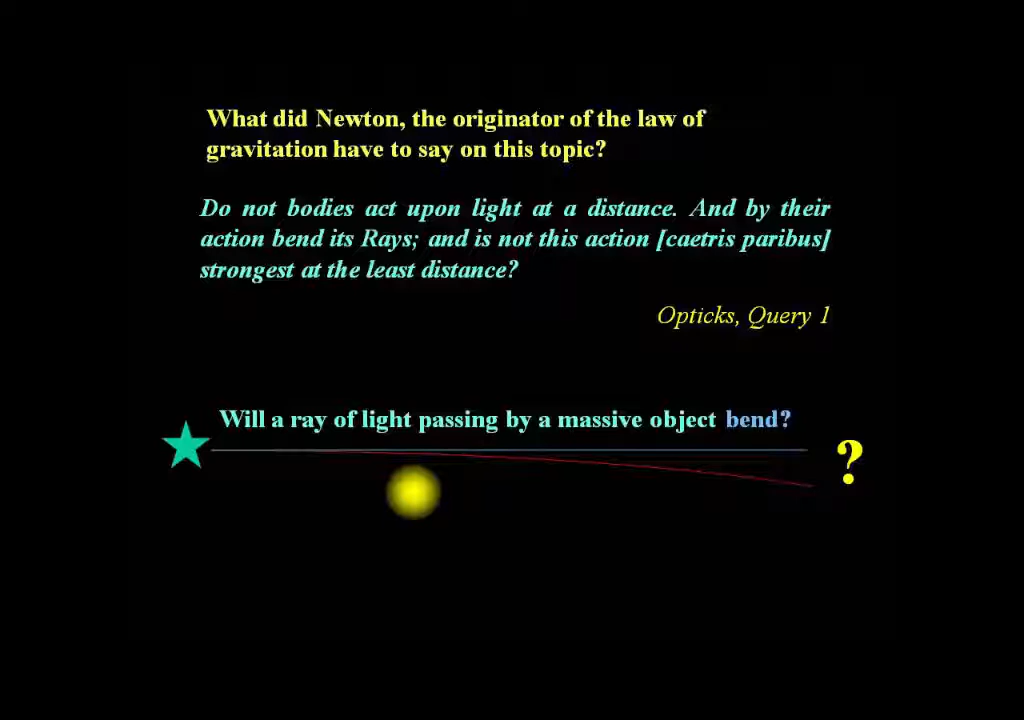 What did Newton, the originator of the law of
gravitation have to say on this topic?
Do not bodies act upon light at a distance. And by their
action bend its Rays; and is not this action [caetris paribus]
strongest at the least distance?
Opticks, Query 1
Will a ray of light passing by a massive object bend?
?